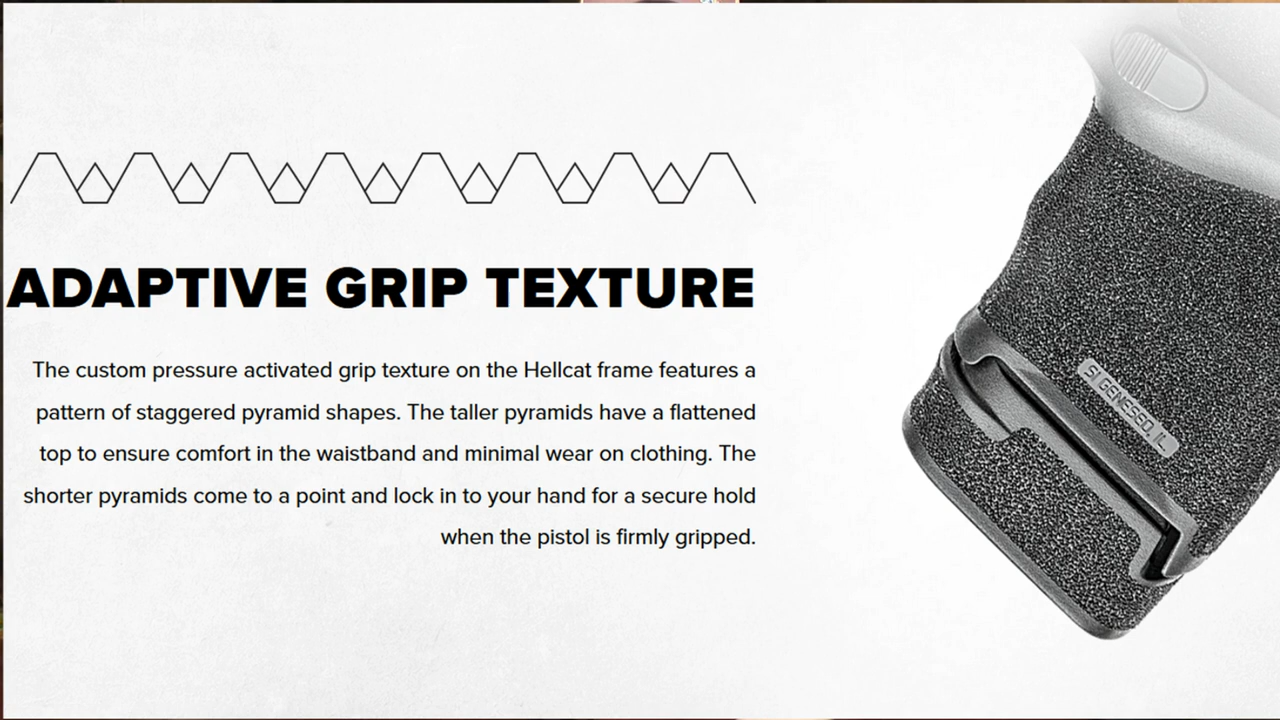 ADAPTIVE GRIP TEXTURE
The custom pressure activated grip texture on the Hellcat frame features a
pattern of staggered pyramid shapes. The taller pyramids have a flattened
top to ensure comfort in the waistband and minimal wear on clothing. The
shorter pyramids come to a point and lock in to your hand for a secure hold
when the pistol is firmly gripped.
SI GENESEO, IL